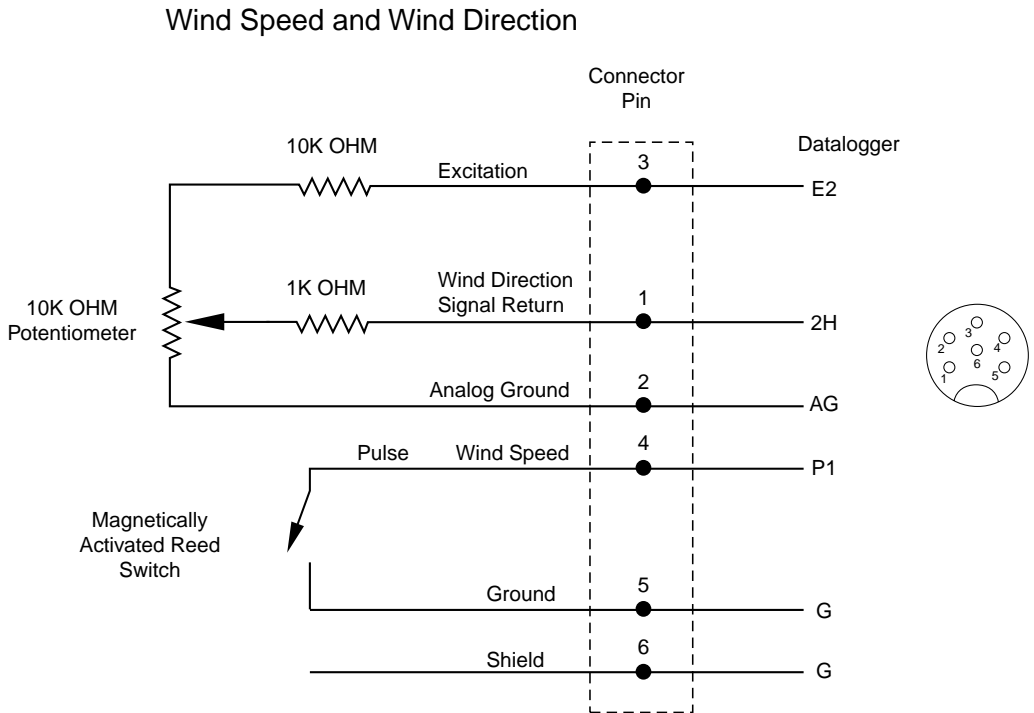 Wind Speed and Wind Direction
Connector
Pin
Datalogger
10K OHM
Excitation
3
E2
1K OHM
Wind Direction
Signal Return
1
2H
10K OHM
Potentiometer
Analog Ground
2
AG
Pulse
Wind Speed
4
P1
Magnetically
Activated Reed
Switch
Ground
5
G
Shield
6
G
3
2
4
6
1
5